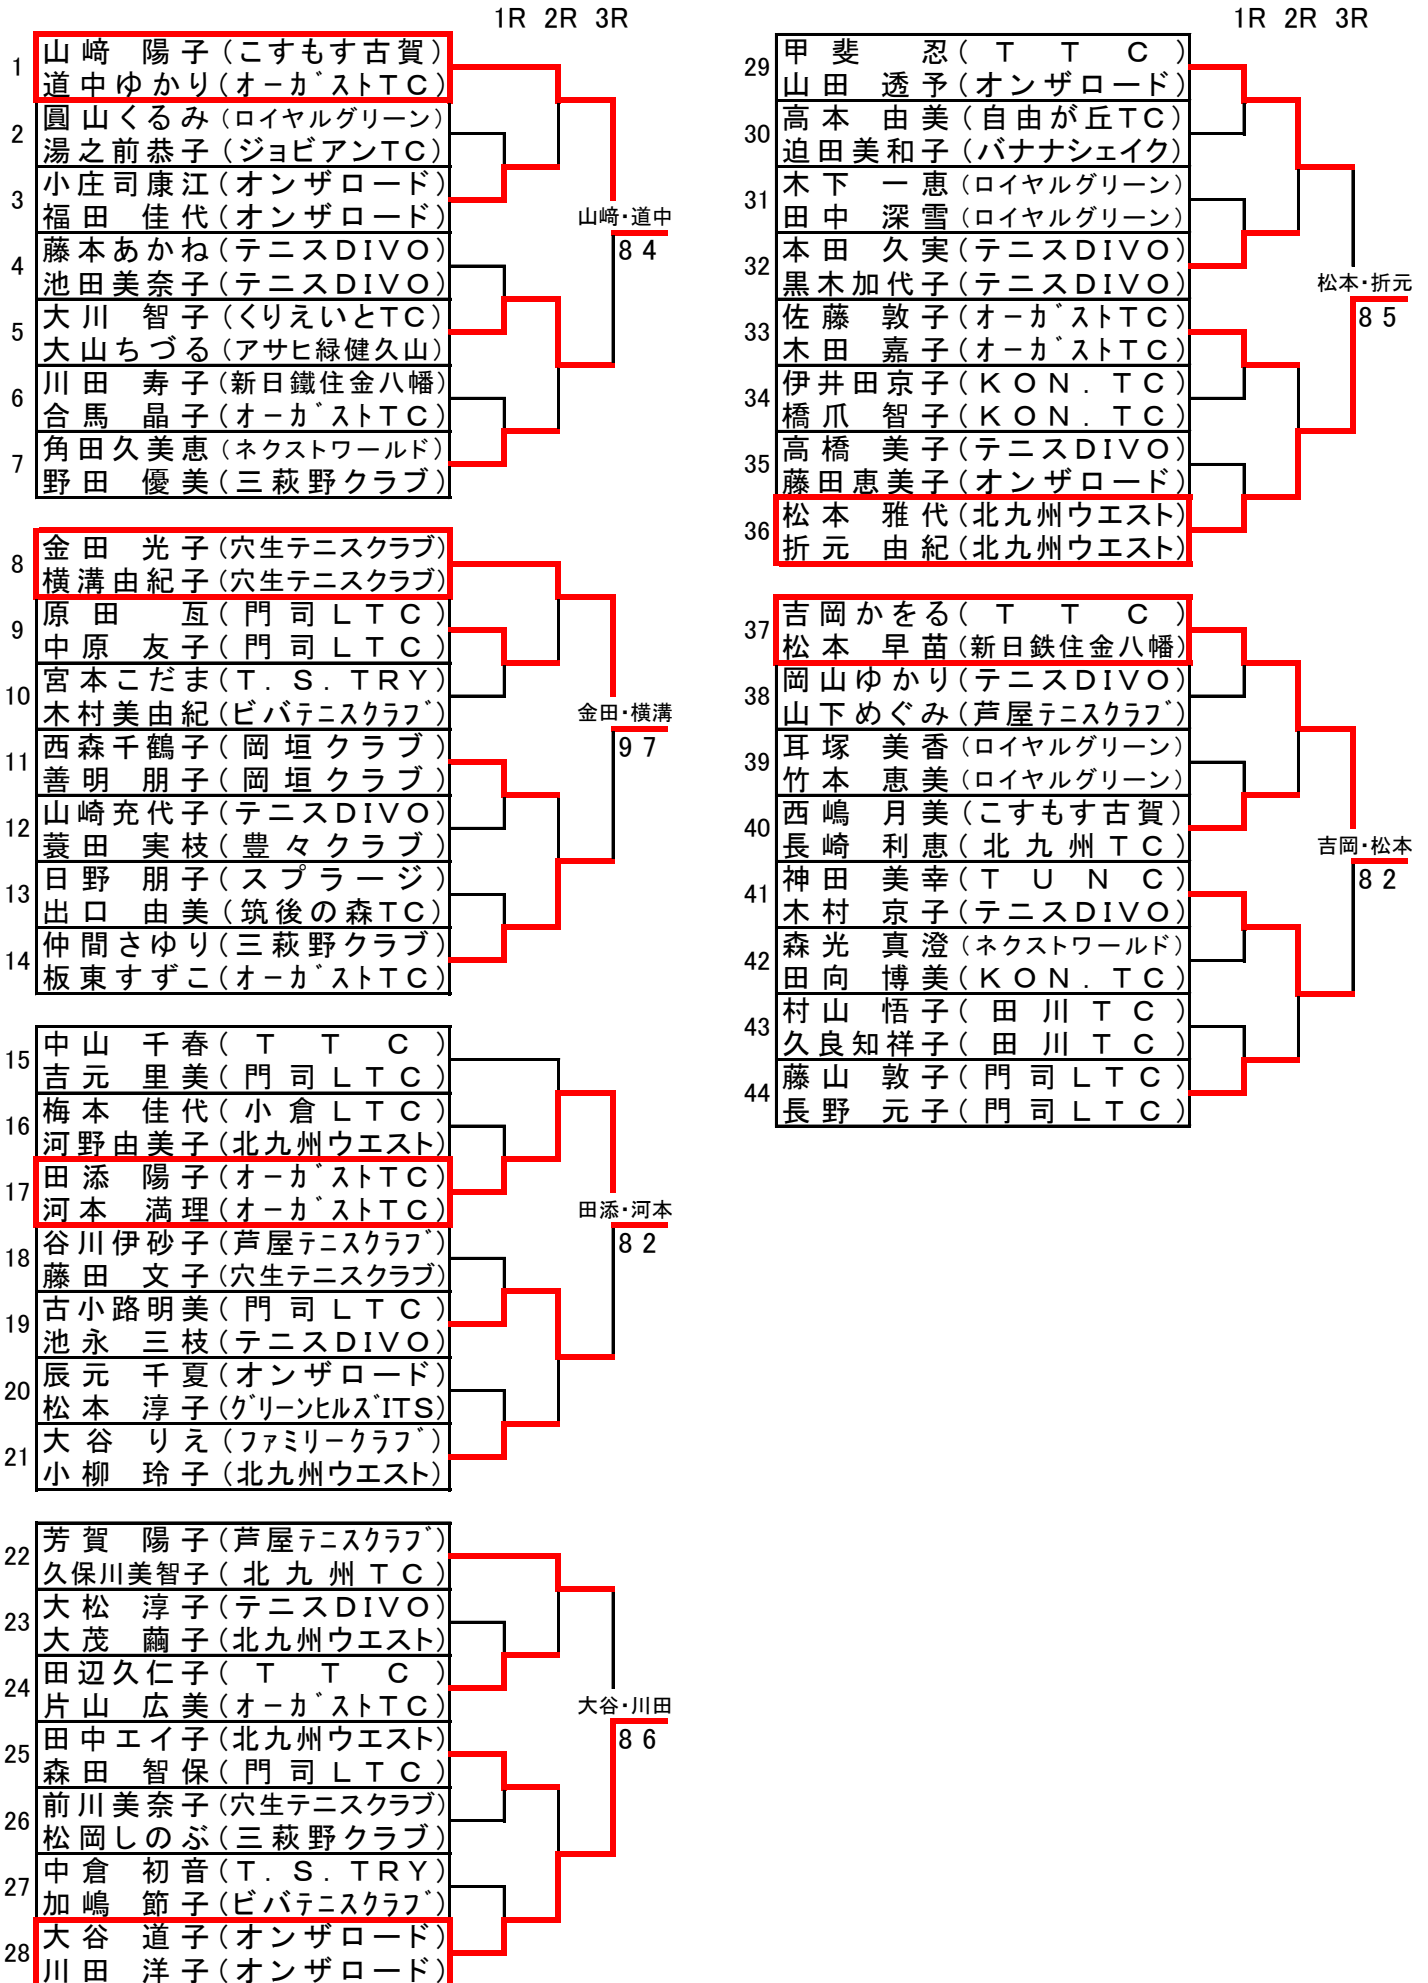 1R 2R 3R
1 山﨑 陽子(こすもす古賀)
道中ゆかり(オーガストTC)
2 圓山くるみ(ロイヤルグリーン)
湯之前恭子(ジョビアンTC)
3 小庄司康江(オンザロード)
福田 佳代(オンザロード)
4 藤本あかね(テニスDIVO)
池田美奈子(テニスDIVO)
5 大川 智子(くりえいとTC)
大山ちづる(アサヒ緑健久山)
6 川田 寿子(新日鐵住金八幡)
合馬 晶子(オーガストTC)
7 角田久美恵(ネクストワールド)
野田 優美(三萩野クラブ)
山﨑・道中
8 4
8 金田 光子(穴生テニスクラブ)
横溝由紀子(穴生テニスクラブ)
9 原田 亘(門司LTC)
中原 友子(門司LTC)
10 宮本こだま(T.S.TRY)
木村美由紀(ビバテニスクラブ)
11 西森千鶴子(岡垣クラブ)
善明 朋子(岡垣クラブ)
12 山崎充代子(テニスDIVO)
蓑田 実枝(豊々クラブ)
13 日野 朋子(スプラージ)
出口 由美(筑後の森TC)
14 仲間さゆり(三萩野クラブ)
板東すずこ(オーガストTC)
金田・横溝
9 7
15 中山 千春(TTC)
吉元 里美(門司LTC)
16 梅本 佳代(小倉LTC)
河野由美子(北九州ウエスト)
17 田添 陽子(オーガストTC)
河本 満理(オーガストTC)
18 谷川伊砂子(芦屋テニスクラブ)
藤田 文子(穴生テニスクラブ)
19 古小路明美(門司LTC)
池永 三枝(テニスDIVO)
20 辰元 千夏(オンザロード)
松本 淳子(グリーンヒルズITS)
21 大谷 りえ(ファミリークラブ)
小柳 玲子(北九州ウエスト)
田添・河本
8 2
22 芳賀 陽子(芦屋テニスクラブ)
久保川美智子(北九州TC)
23 大松 淳子(テニスDIVO)
大茂 繭子(北九州ウエスト)
24 田辺久仁子(TTC)
片山 広美(オーガストTC)
25 田中エイ子(北九州ウエスト)
森田 智保(門司LTC)
26 前川美奈子(穴生テニスクラブ)
松岡しのぶ(三萩野クラブ)
27 中倉 初音(T.S.TRY)
加嶋 節子(ビバテニスクラブ)
28 大谷 道子(オンザロード)
川田 洋子(オンザロード)
大谷・川田
8 6
1R 2R 3R
29 甲斐 忍(TTC)
山田 透予(オンザロード)
30 高本 由美(自由が丘TC)
迫田美和子(バナナシェイク)
31 木下 一恵(ロイヤルグリーン)
田中 深雪(ロイヤルグリーン)
32 本田 久実(テニスDIVO)
黒木加代子(テニスDIVO)
33 佐藤 敦子(オーガストTC)
木田 嘉子(オーガストTC)
34 伊井田京子(KON.TC)
橋爪 智子(KON.TC)
35 高橋 美子(テニスDIVO)
藤田恵美子(オンザロード)
36 松本 雅代(北九州ウエスト)
折元 由紀(北九州ウエスト)
松本・折元
8 5
37 吉岡かをる(TTC)
松本 早苗(新日鉄住金八幡)
38 岡山ゆかり(テニスDIVO)
山下めぐみ(芦屋テニスクラブ)
39 耳塚 美香(ロイヤルグリーン)
竹本 恵美(ロイヤルグリーン)
40 西嶋 月美(こすもす古賀)
長崎 利恵(北九州TC)
41 神田 美幸(TUNC)
木村 京子(テニスDIVO)
42 森光 真澄(ネクストワールド)
田向 博美(KON.TC)
43 村山 悟子(田川TC)
久良知祥子(田川TC)
44 藤山 敦子(門司LTC)
長野 元子(門司LTC)
吉岡・松本
8 2